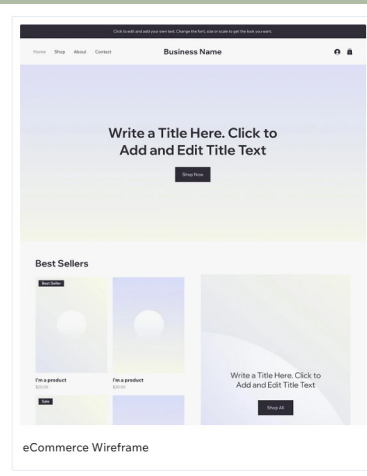 Click to edit and add your own text. Change the font, size or scale to get the look you want.
Home Shop About Contact
Business Name
Write a Title Here. Click to
Add and Edit Title Text
Shop Now
Best Sellers
Best Seller
I'm a product
$20.00
I'm a product
$20.00
Sale
Write a Title Here. Click to
Add and Edit Title Text
Shop All
eCommerce Wireframe